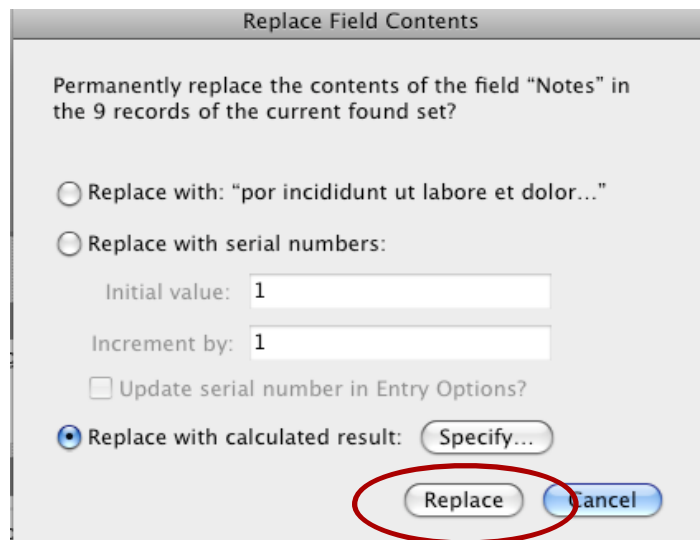 Replace Field Contents
Permanently replace the contents of the field “Notes” in
the 9 records of the current found set?
Replace with: “por incididunt ut labore et dolor...”
Replace with serial numbers:
Initial value: 1
Increment by: 1
Update serial number in Entry Options?
Replace with calculated result: Specify...
Replace Cancel